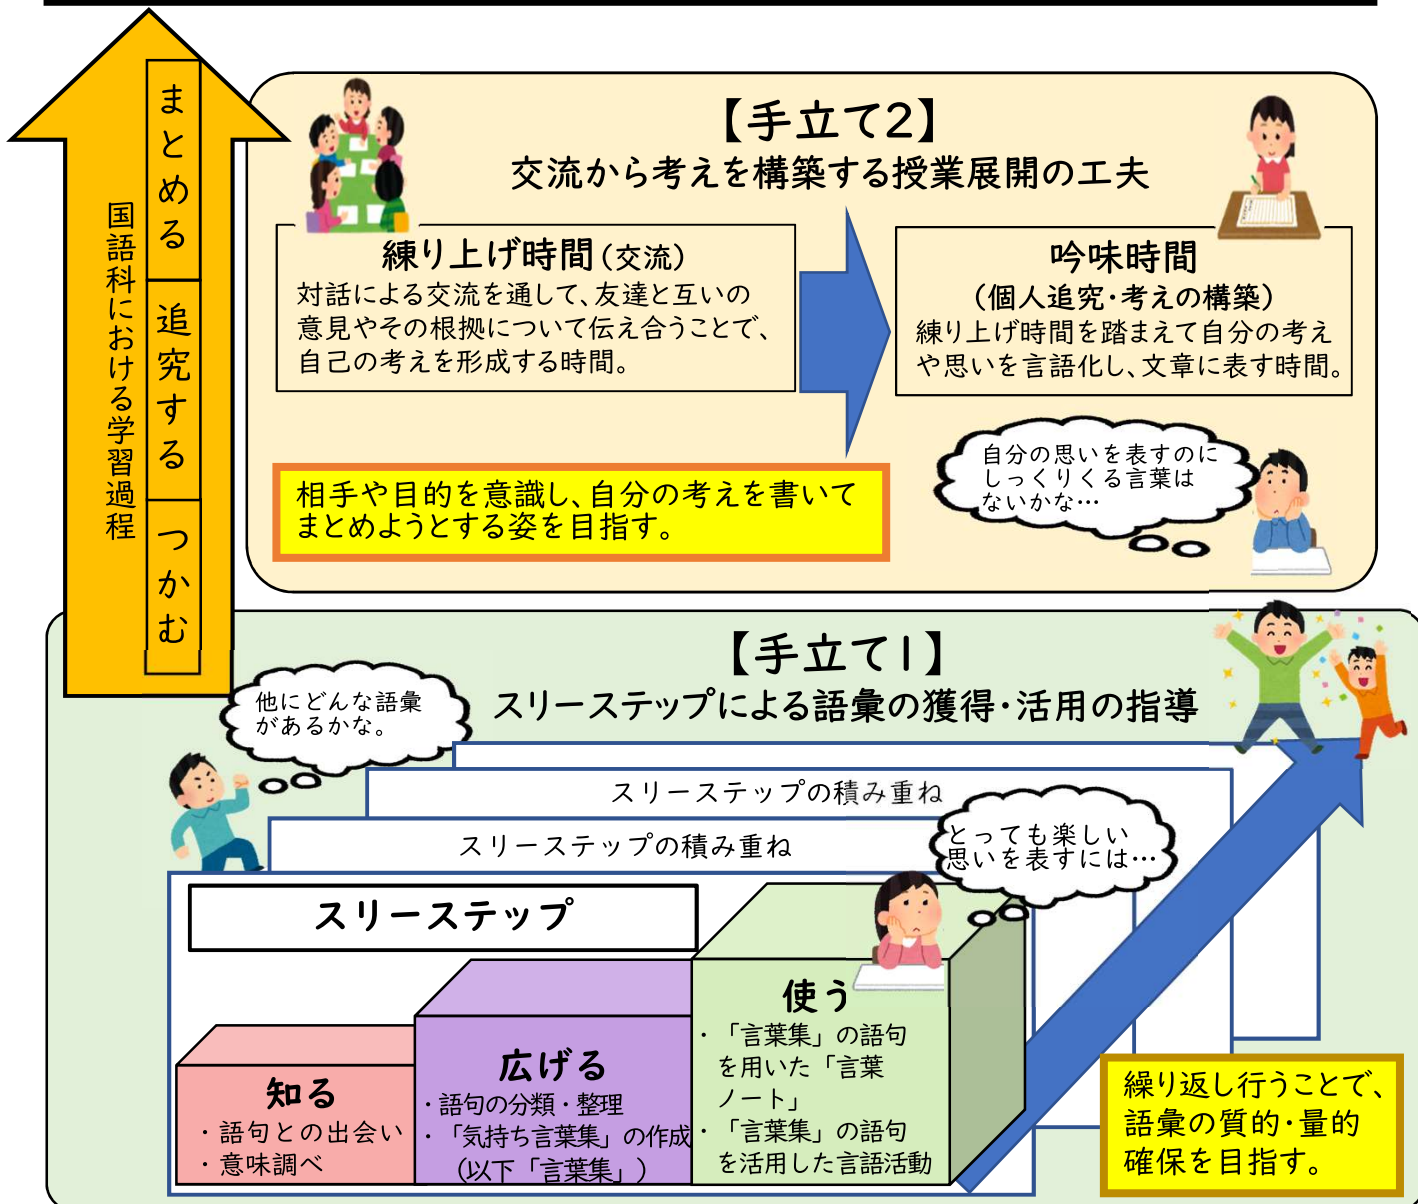 国語科における学習過程
まとめる
追究する
つかむ
【手立て2】
交流から考えを構築する授業展開の工夫
練り上げ時間(交流)
対話による交流を通して、友達と互いの
意見やその根拠について伝え合うことで、
自己の考えを形成する時間。
吟味時間
(個人追究・考えの構築)
練り上げ時間を踏まえて自分の考え
や思いを言語化し、文章に表す時間。
自分の思いを表すのに
しっくりくる言葉は
ないかな…
相手や目的を意識し、自分の考えを書いて
まとめようとする姿を目指す。
【手立て1】
スリーステップによる語彙の獲得・活用の指導
他にどんな語彙
があるかな。
スリーステップの積み重ね
スリーステップの積み重ね
とっても楽しい
思いを表すには…
スリーステップ
知る
・語句との出会い
・意味調べ
広げる
・語句の分類・整理
・「気持ち言葉集」の作成
(以下「言葉集」)
使う
・「言葉集」の語句
を用いた「言葉
ノート」
・「言葉集」の語句
を活用した言語活動
繰り返し行うことで、
語彙の質的・量的
確保を目指す。